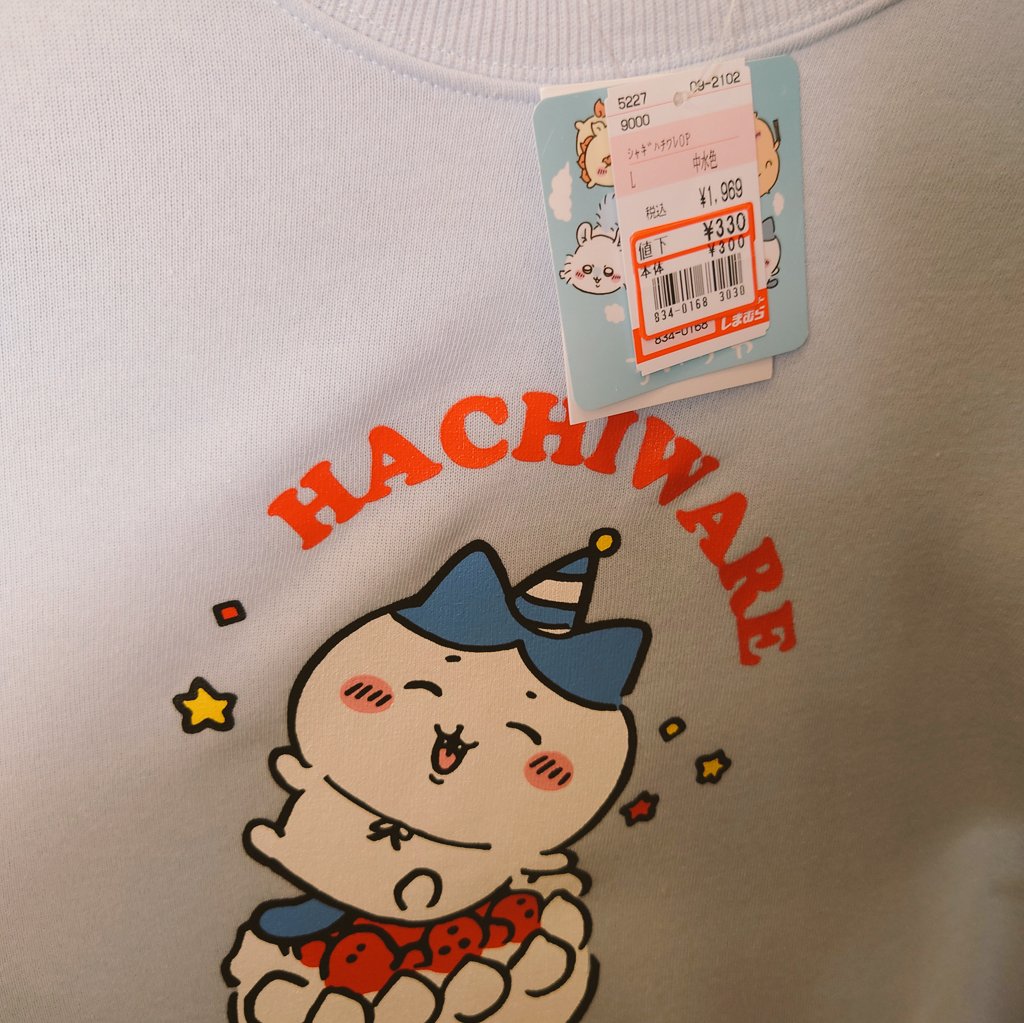 5227 09-2102
9000
ｼｬｷﾞﾊﾁﾜﾚOP
L 中水色
¥1,969
税込
¥330
値下
¥300
本体
834-0168 3030
834-0168 しまむら
HACHIWARE